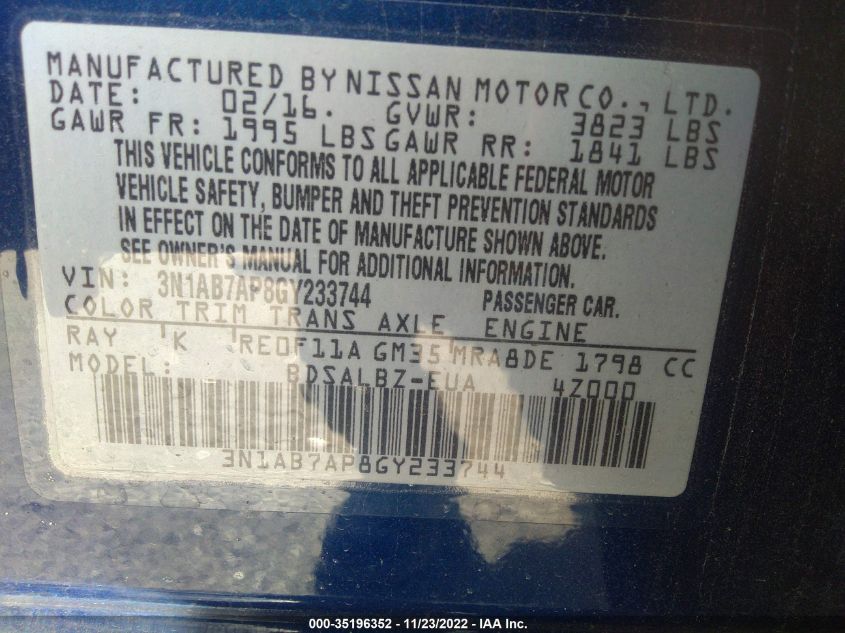 MANUFACTURED BY NISSAN MOTOR CO., LTD.
DATE: 02/16. GVWR: 3823 LBS
GAWR FR: 1995 LBS GAWR RR: 1841 LBS
THIS VEHICLE CONFORMS TO ALL APPLICABLE FEDERAL MOTOR
VEHICLE SAFETY, BUMPER AND THEFT PREVENTION STANDARDS
IN EFFECT ON THE DATE OF MANUFACTURE SHOWN ABOVE.
SEE OWNER'S MANUAL FOR ADDITIONAL INFORMATION.
VIN: 3N1AB7AP8GY233744 PASSENGER CAR.
COLOR TRIM TRANS AXLE ENGINE
RAY K RE0F11A GM35 MRA8DE 1798 CC
MODEL: BDSALBZ-EUA 4Z000
3N1AB7AP8GY233744
000-35196352 - 11/23/2022 - IAA Inc.